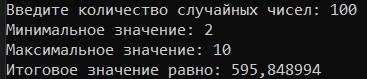 Введите количество случайных чисел: 100
Минимальное значение: 2
Максимальное значение: 10
Итоговое значение равно: 595,848994